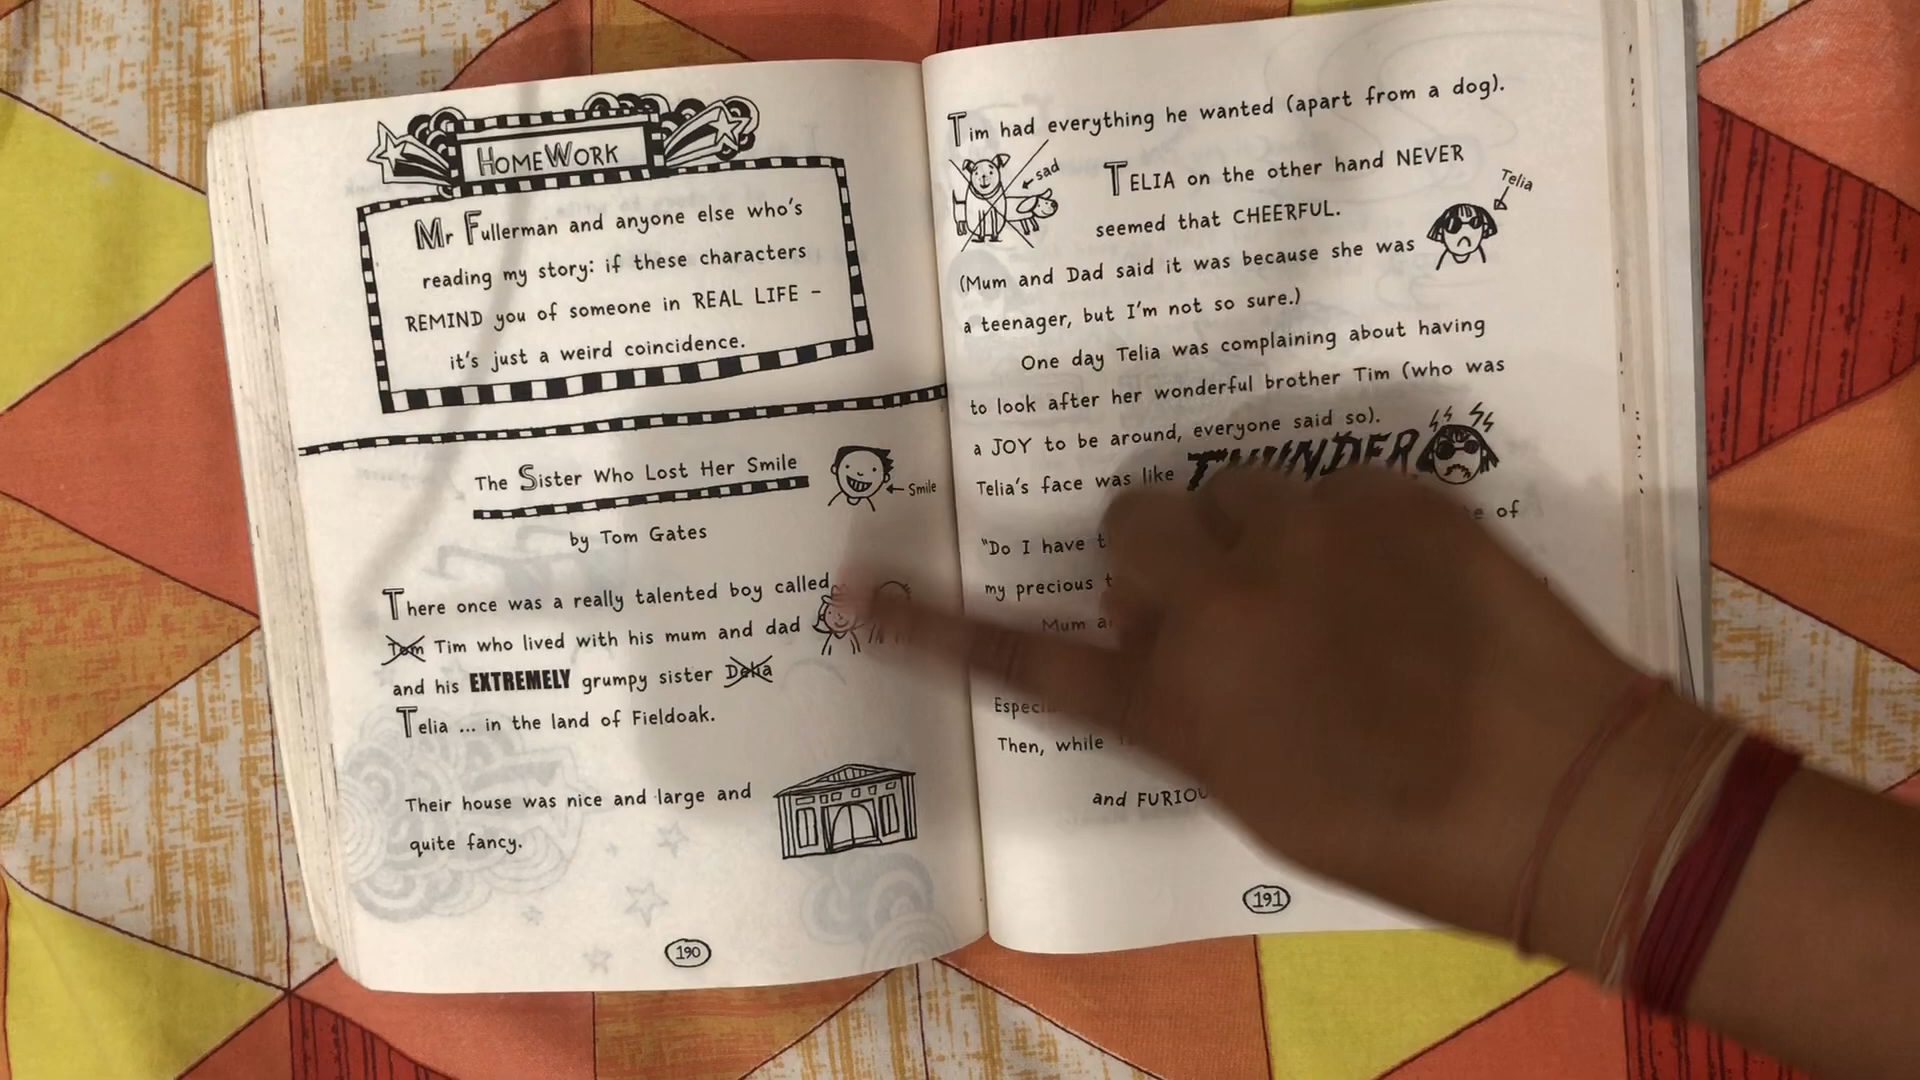 HOMEWORK
Mr Fullerman and anyone else who's
reading my story: if these characters
REMIND you of someone in REAL LIFE –
it's just a weird coincidence.
The Sister Who Lost Her Smile
Smile
by Tom Gates
There once was a really talented boy called
Tom Tim who lived with his mum and dad
and his EXTREMELY grumpy sister Delia
Telia ... in the land of Fieldoak.
Their house was nice and large and
quite fancy.
190
Tim had everything he wanted (apart from a dog).
sad
TELIA on the other hand NEVER
Telia
seemed that CHEERFUL.
(Mum and Dad said it was because she was
a teenager, but I'm not so sure.)
One day Telia was complaining about having
to look after her wonderful brother Tim (who was
a JOY to be around, everyone said so).
Telia's face was like THUNDER
of
"Do I have
my precious
Mum
Then, while
and
191